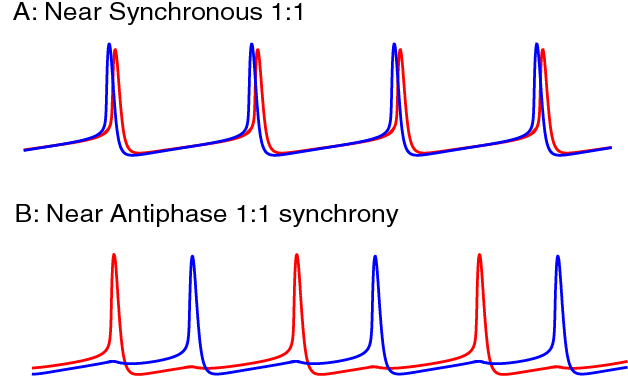 A: Near Synchronous 1:1
B: Near Antiphase 1:1 synchrony